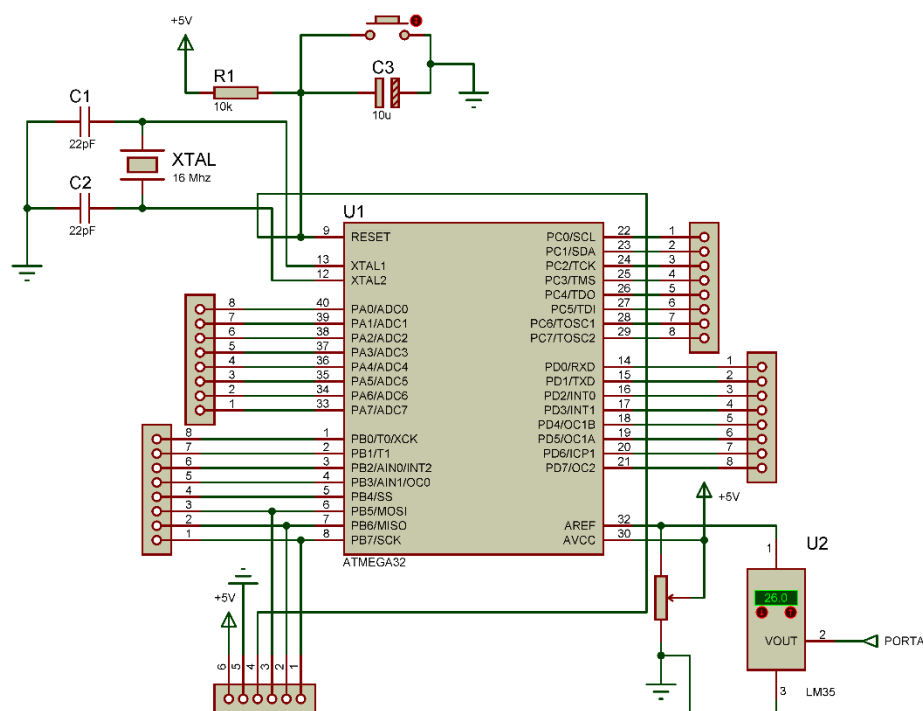 +5V
R1
10k
C3
10u
C1
22pF
XTAL
16 Mhz
C2
22pF
U1
9 RESET
13 XTAL1
12 XTAL2
8 40 PA0/ADC0
7 39 PA1/ADC1
6 38 PA2/ADC2
5 37 PA3/ADC3
4 36 PA4/ADC4
3 35 PA5/ADC5
2 34 PA6/ADC6
1 33 PA7/ADC7
8 1 PB0/T0/XCK
7 2 PB1/T1
6 3 PB2/AIN0/INT2
5 4 PB3/AIN1/OC0
4 5 PB4/SS
3 6 PB5/MOSI
2 7 PB6/MISO
1 8 PB7/SCK
PC0/SCL 22 1
PC1/SDA 23 2
PC2/TCK 24 3
PC3/TMS 25 4
PC4/TDO 26 5
PC5/TDI 27 6
PC6/TOSC1 28 7
PC7/TOSC2 29 8
PD0/RXD 14 1
PD1/TXD 15 2
PD2/INT0 16 3
PD3/INT1 17 4
PD4/OC1B 18 5
PD5/OC1A 19 6
PD6/ICP1 20 7
PD7/OC2 21 8
AREF 32
AVCC 30
ATMEGA32
+5V
U2
1
26.0
VOUT 2
PORTA
3
LM35
+5V
6 5 4 3 2 1